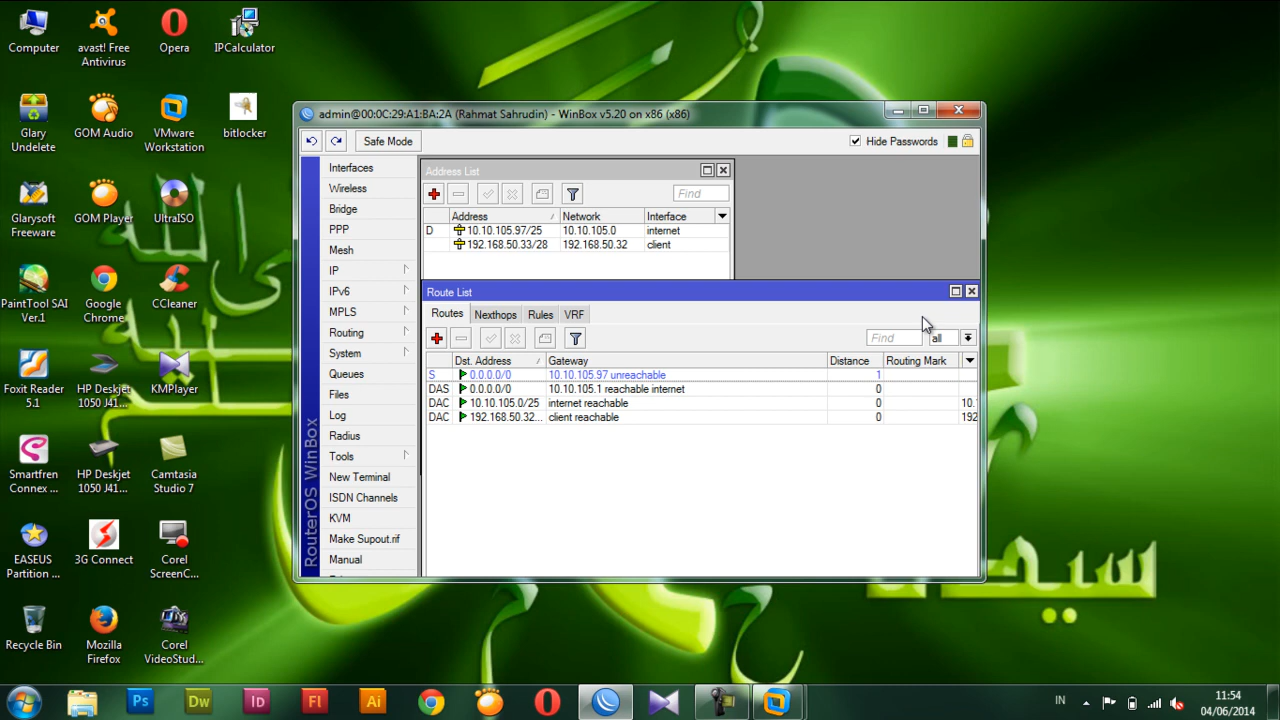 Computer
avast! Free
Antivirus
Opera
IPCalculator
Glary
Undelete
GOM Audio
VMware
Workstation
bitlocker
Glarysoft
Freeware
GOM Player
UltraISO
PaintTool SAI
Ver.1
Google
Chrome
CCleaner
Foxit Reader
5.1
HP Deskjet
1050 J41...
KMPlayer
Smartfren
Connex ...
HP Deskjet
1050 J41...
Camtasia
Studio 7
EASEUS
Partition ...
3G Connect
Corel
ScreenC...
Recycle Bin
Mozilla
Firefox
Corel
VideoStud...
admin@00:0C:29:A1:BA:2A (Rahmat Sahrudin) - WinBox v5.20 on x86 (x86)
Safe Mode
Hide Passwords
RouterOS WinBox
Interfaces
Wireless
Bridge
PPP
Mesh
IP
IPv6
MPLS
Routing
System
Queues
Files
Log
Radius
Tools
New Terminal
ISDN Channels
KVM
Make Supout.rif
Manual
Address List
Find
Address Network Interface
D 10.10.105.97/25 10.10.105.0 internet
192.168.50.33/28 192.168.50.32 client
Route List
Routes Nexthops Rules VRF
Find all
Dst. Address Gateway Distance Routing Mark
S 0.0.0.0/0 10.10.105.97 unreachable 1
DAS 0.0.0.0/0 10.10.105.1 reachable internet 0
DAC 10.10.105.0/25 internet reachable 0 10.
DAC 192.168.50.32... client reachable 0 192
Ps Dw Id Fl Ai
IN
11:54
04/06/2014